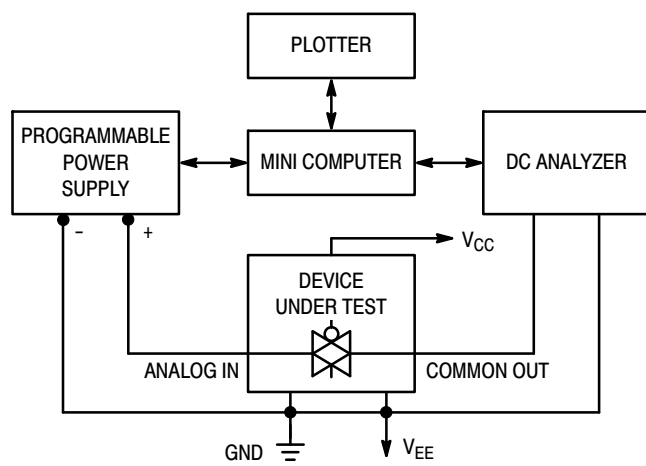 PLOTTER
PROGRAMMABLE
POWER
SUPPLY
MINI COMPUTER
DC ANALYZER
–
+
VCC
DEVICE
UNDER TEST
ANALOG IN
COMMON OUT
GND
VEE